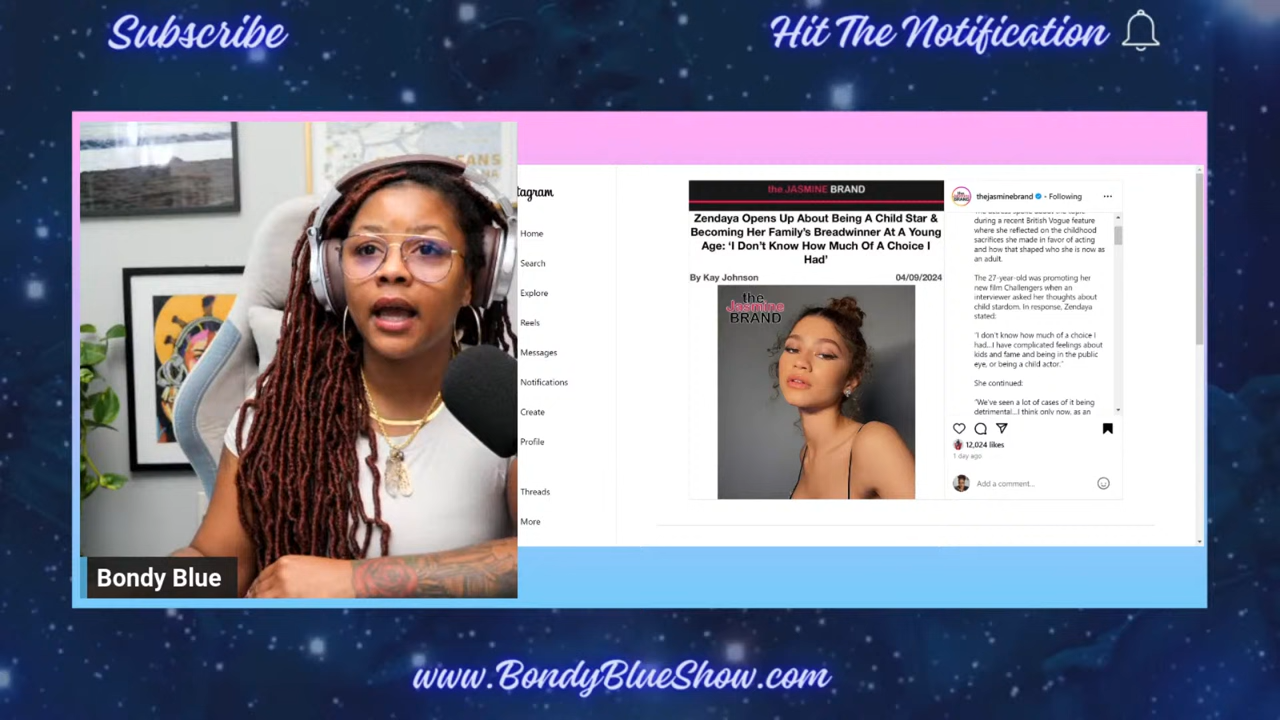 Subscribe
Hit The Notification
ANS
tagram
Home
Search
Explore
Reels
Messages
Notifications
Create
Profile
Threads
More
the JASMINE BRAND
Zendaya Opens Up About Being A Child Star &
Becoming Her Family's Breadwinner At A Young
Age: 'I Don't Know How Much Of A Choice I
Had'
By Kay Johnson 04/09/2024
the
Jasmine
BRAND
thejasminebrand • Following
during a recent British Vogue feature
where she reflected on the childhood
sacrifices she made in favor of acting
and how that shaped who she is now as
an adult.
The 27-year-old was promoting her
new film Challengers when an
interviewer asked her thoughts about
child stardom. In response, Zendaya
stated:
"I don't know how much of a choice I
had...I have complicated feelings about
kids and fame and being in the public
eye, or being a child actor."
She continued:
"We've seen a lot of cases of it being
detrimental...I think only now, as an
12,024 likes
1 day ago
Add a comment...
Bondy Blue
www.BondyBlueShow.com